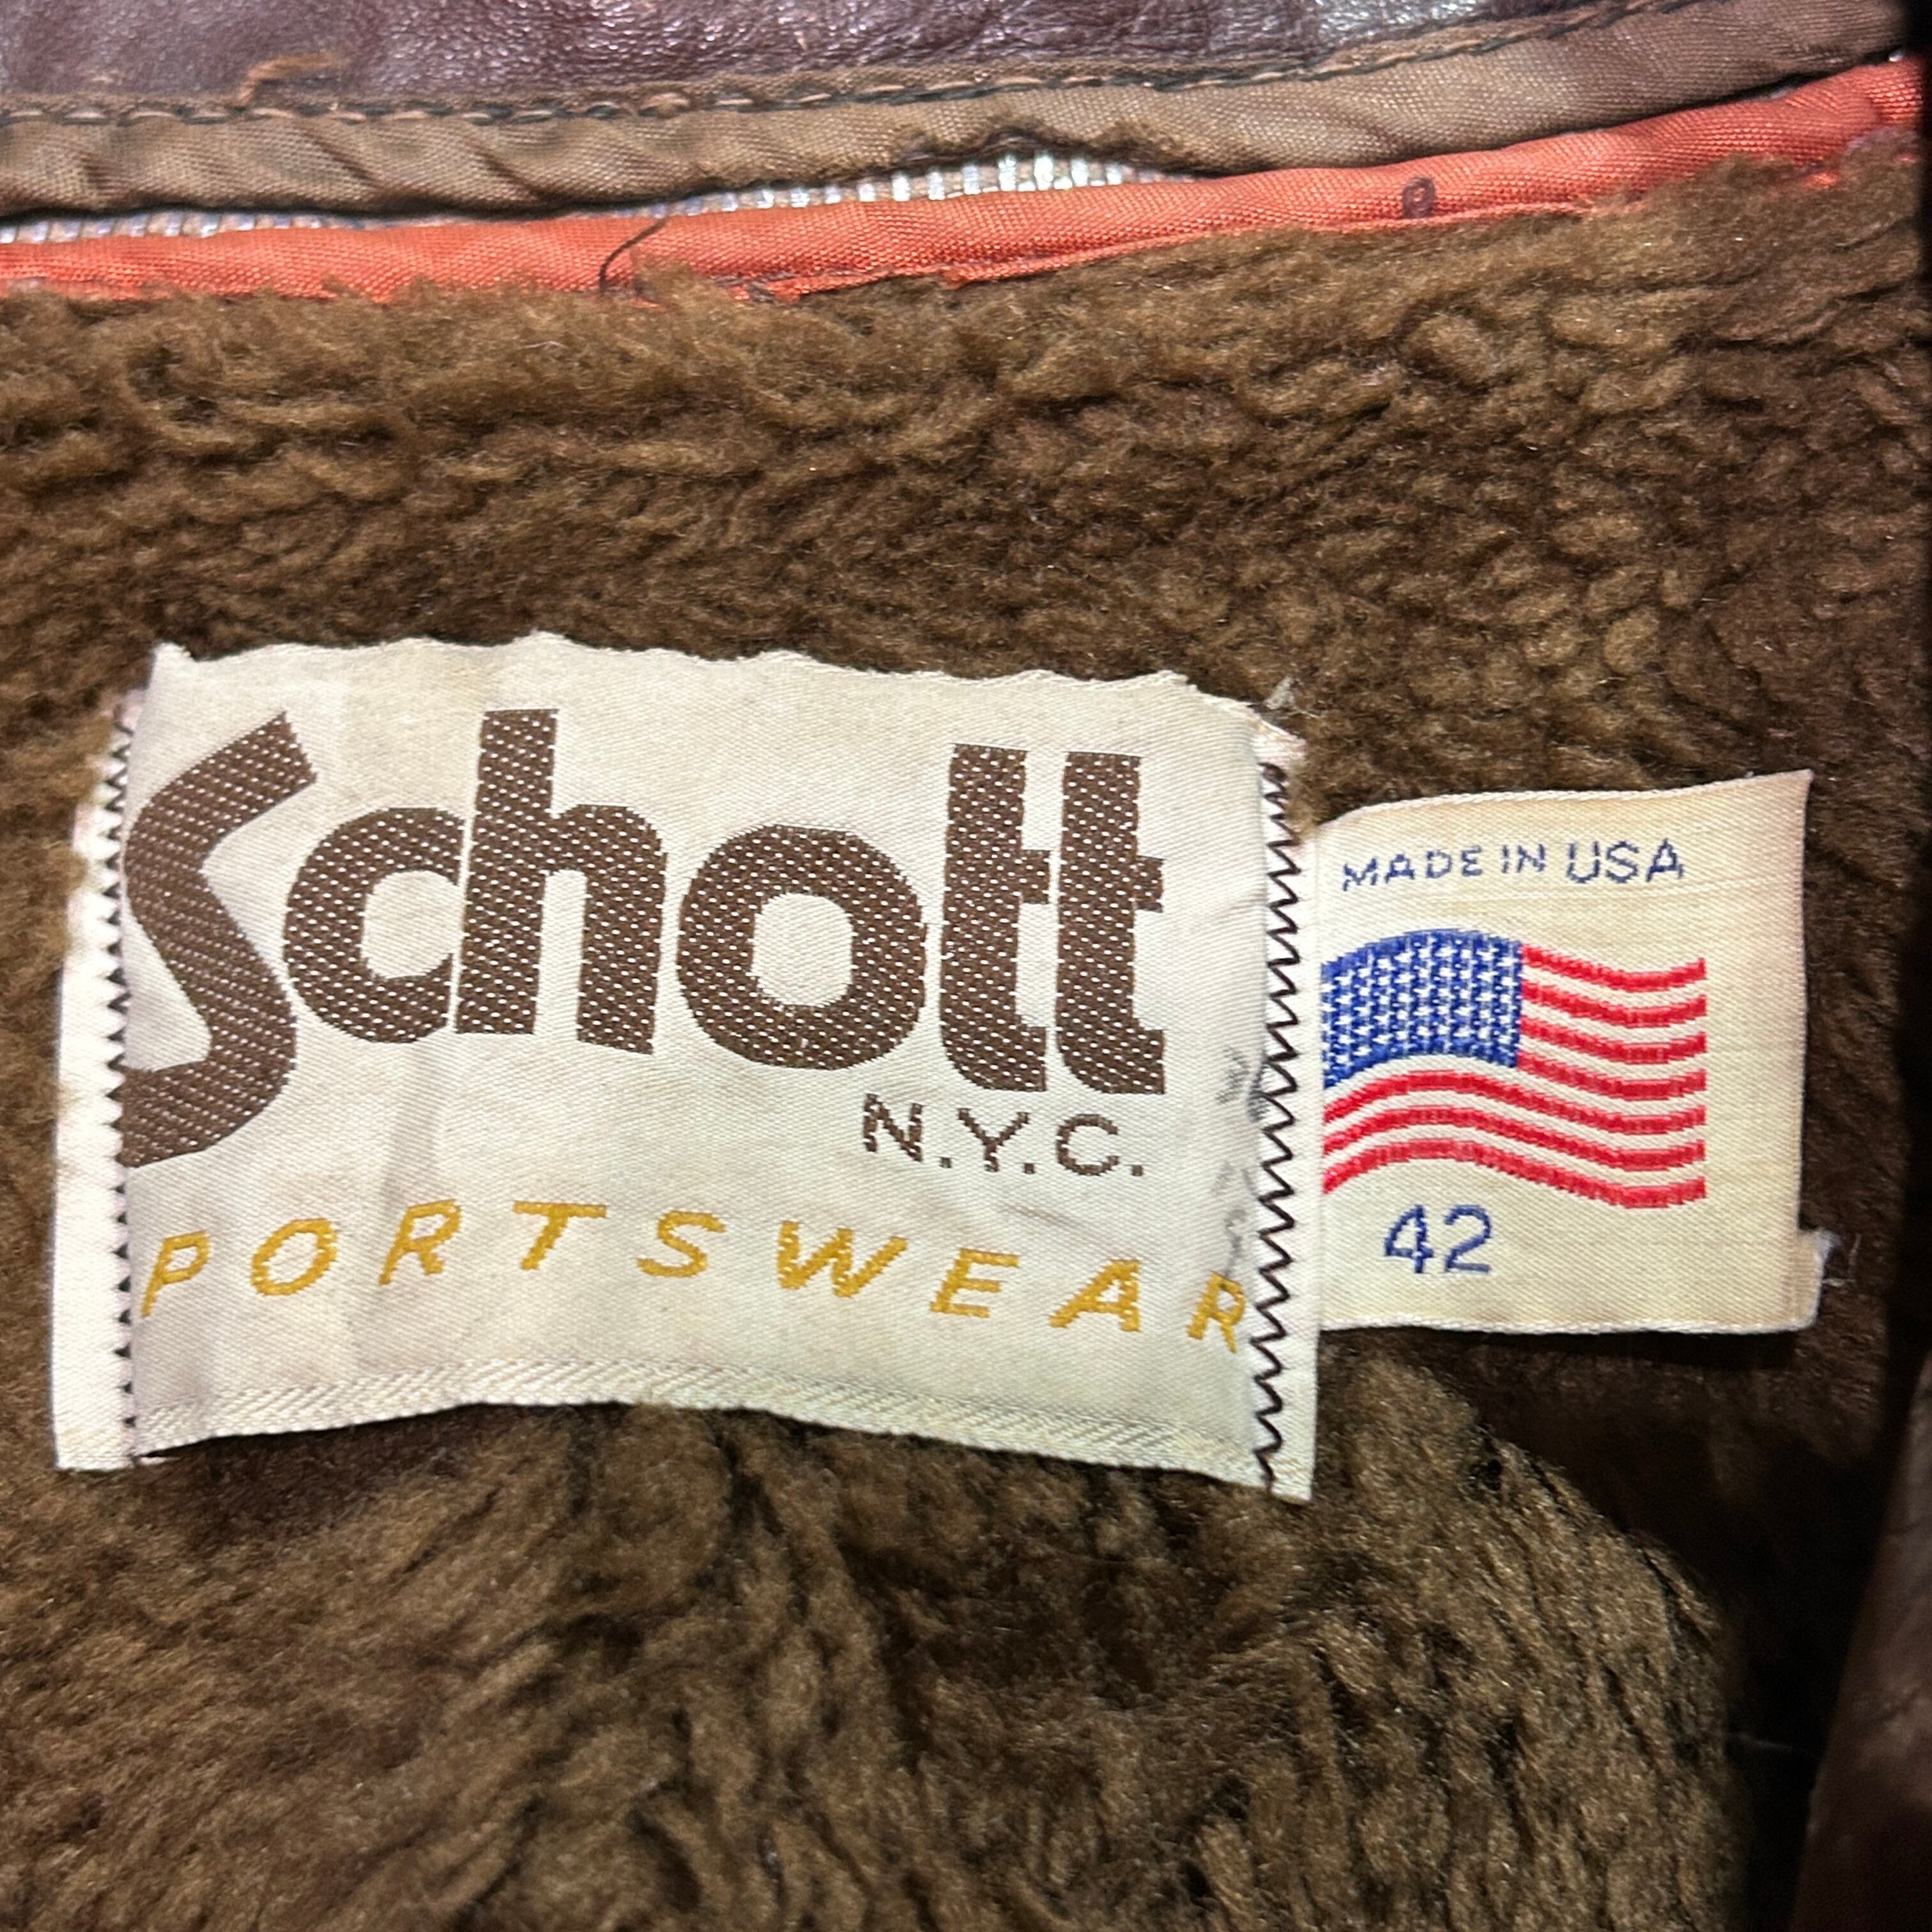 Schott
N.Y.C.
PORTSWEAR
MADE IN USA
42